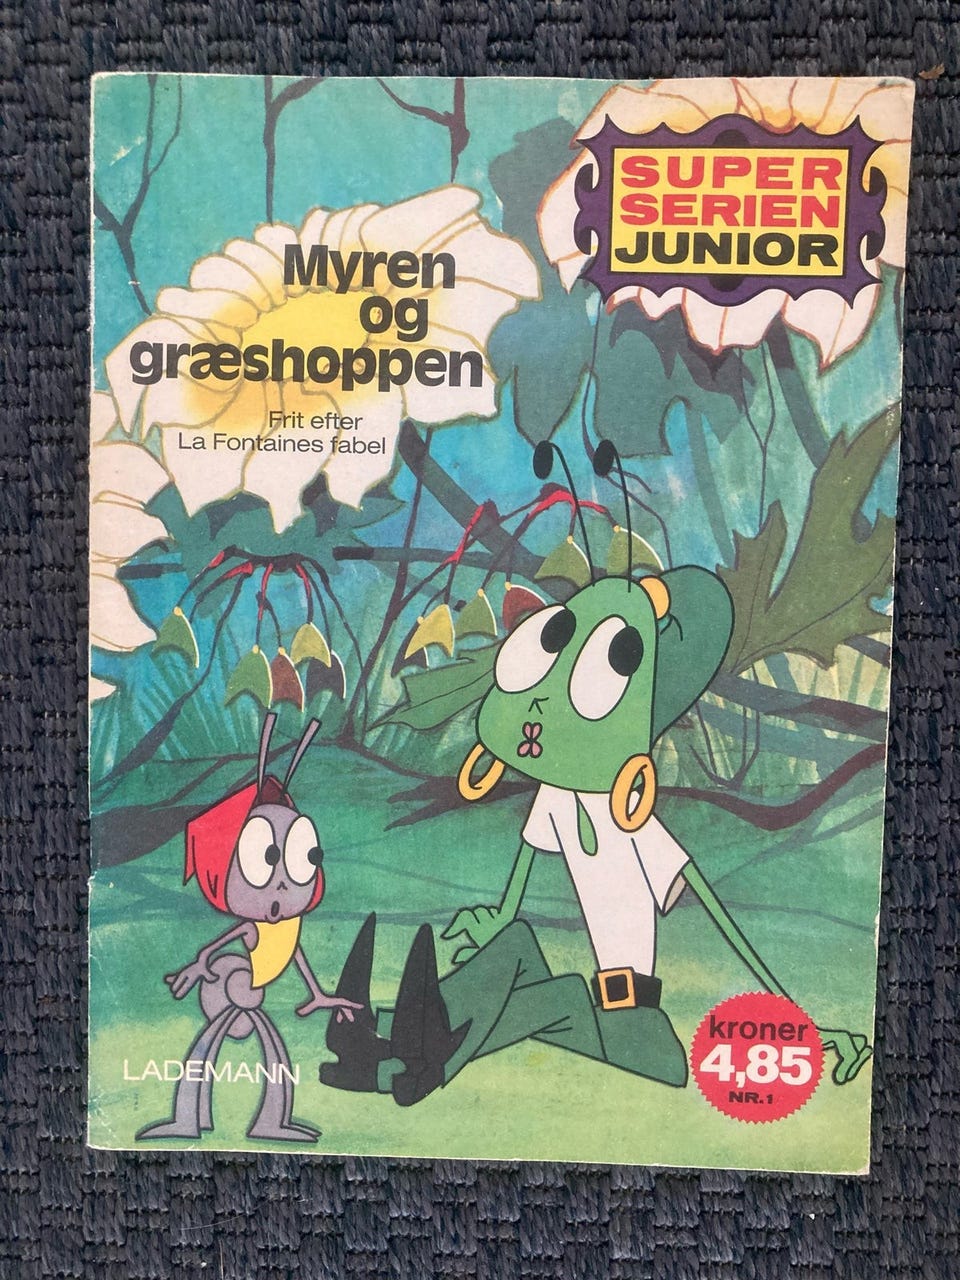 SUPER
SERIEN
JUNIOR
Myren
og
græshoppen
Frit efter
La Fontaines fabel
kroner
4,85
NR.1
LADEMANN